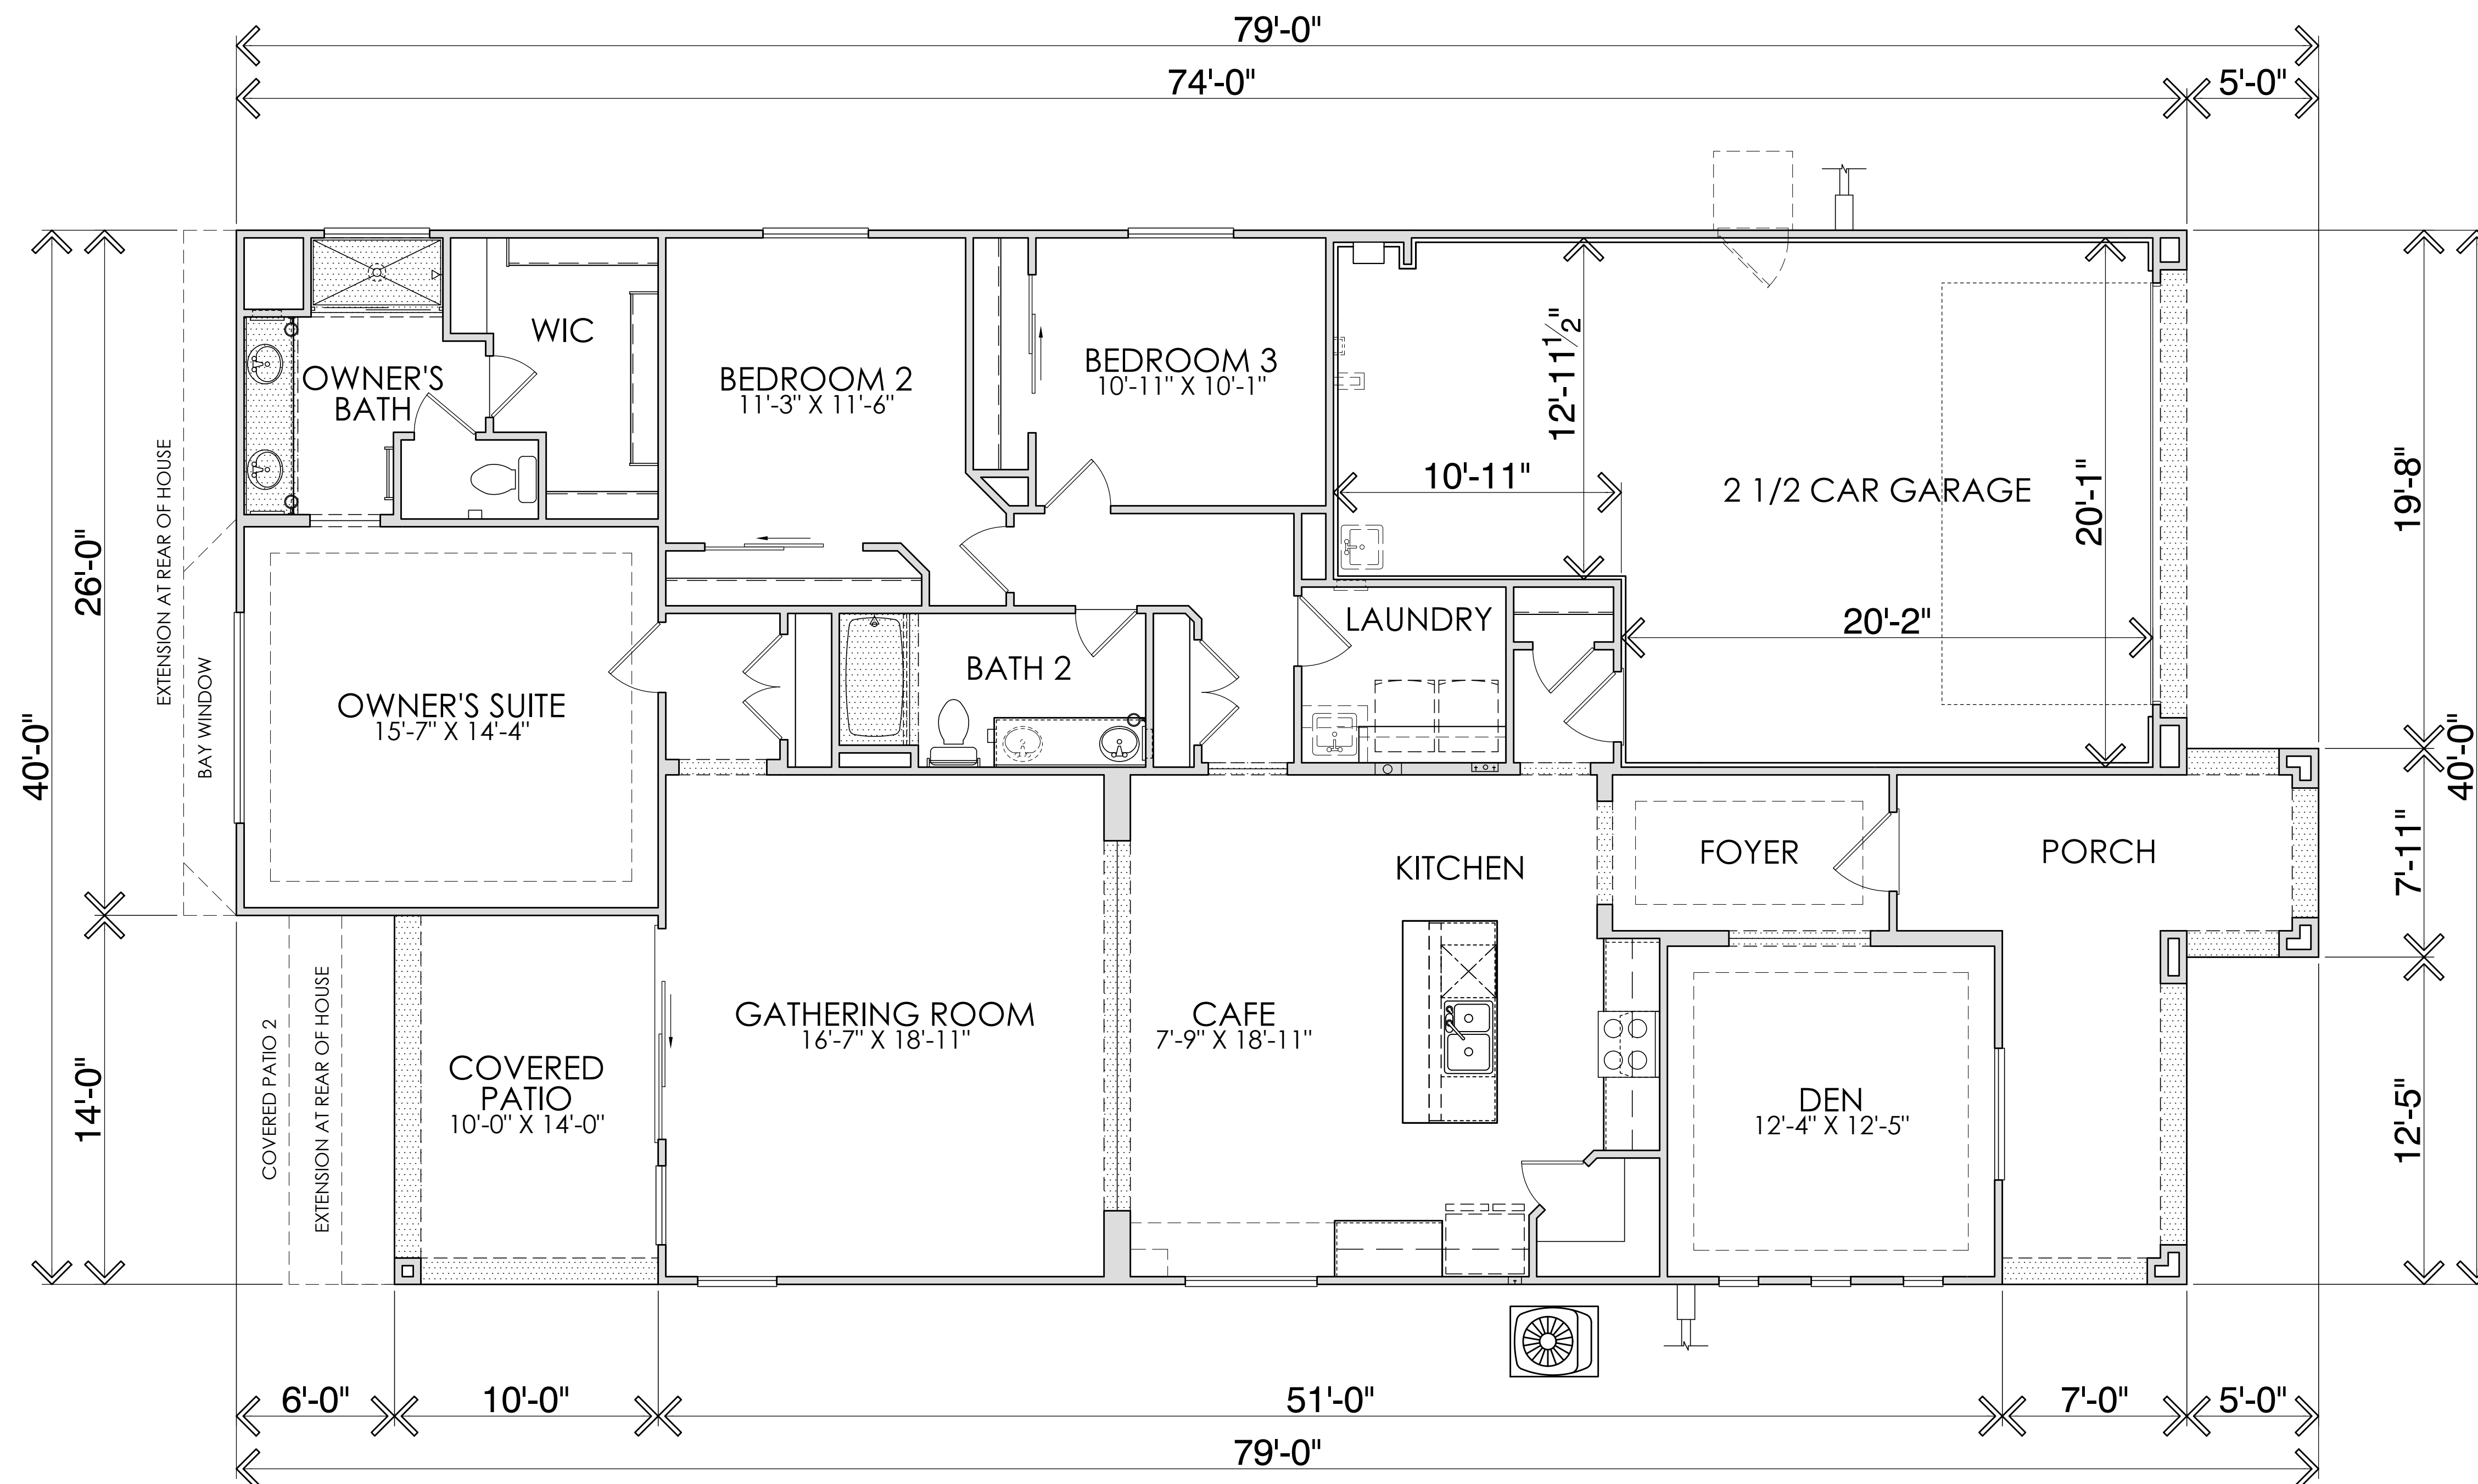 79'-0"
74'-0"
5'-0"
WIC
OWNER'S
BATH
BEDROOM 2
11'-3" X 11'-6"
BEDROOM 3
10'-11" X 10'-1"
12'-11 1/2"
10'-11"
2 1/2 CAR GARAGE
20'-1"
19'-8"
EXTENSION AT REAR OF HOUSE
26'-0"
BAY WINDOW
40'-0"
OWNER'S SUITE
15'-7" X 14'-4"
BATH 2
LAUNDRY
20'-2"
40'-0"
7'-11"
KITCHEN
FOYER
PORCH
GATHERING ROOM
16'-7" X 18'-11"
CAFE
7'-9" X 18'-11"
COVERED
PATIO
10'-0" X 14'-0"
DEN
12'-4" X 12'-5"
12'-5"
14'-0"
COVERED PATIO 2
EXTENSION AT REAR OF HOUSE
6'-0"
10'-0"
51'-0"
7'-0"
5'-0"
79'-0"